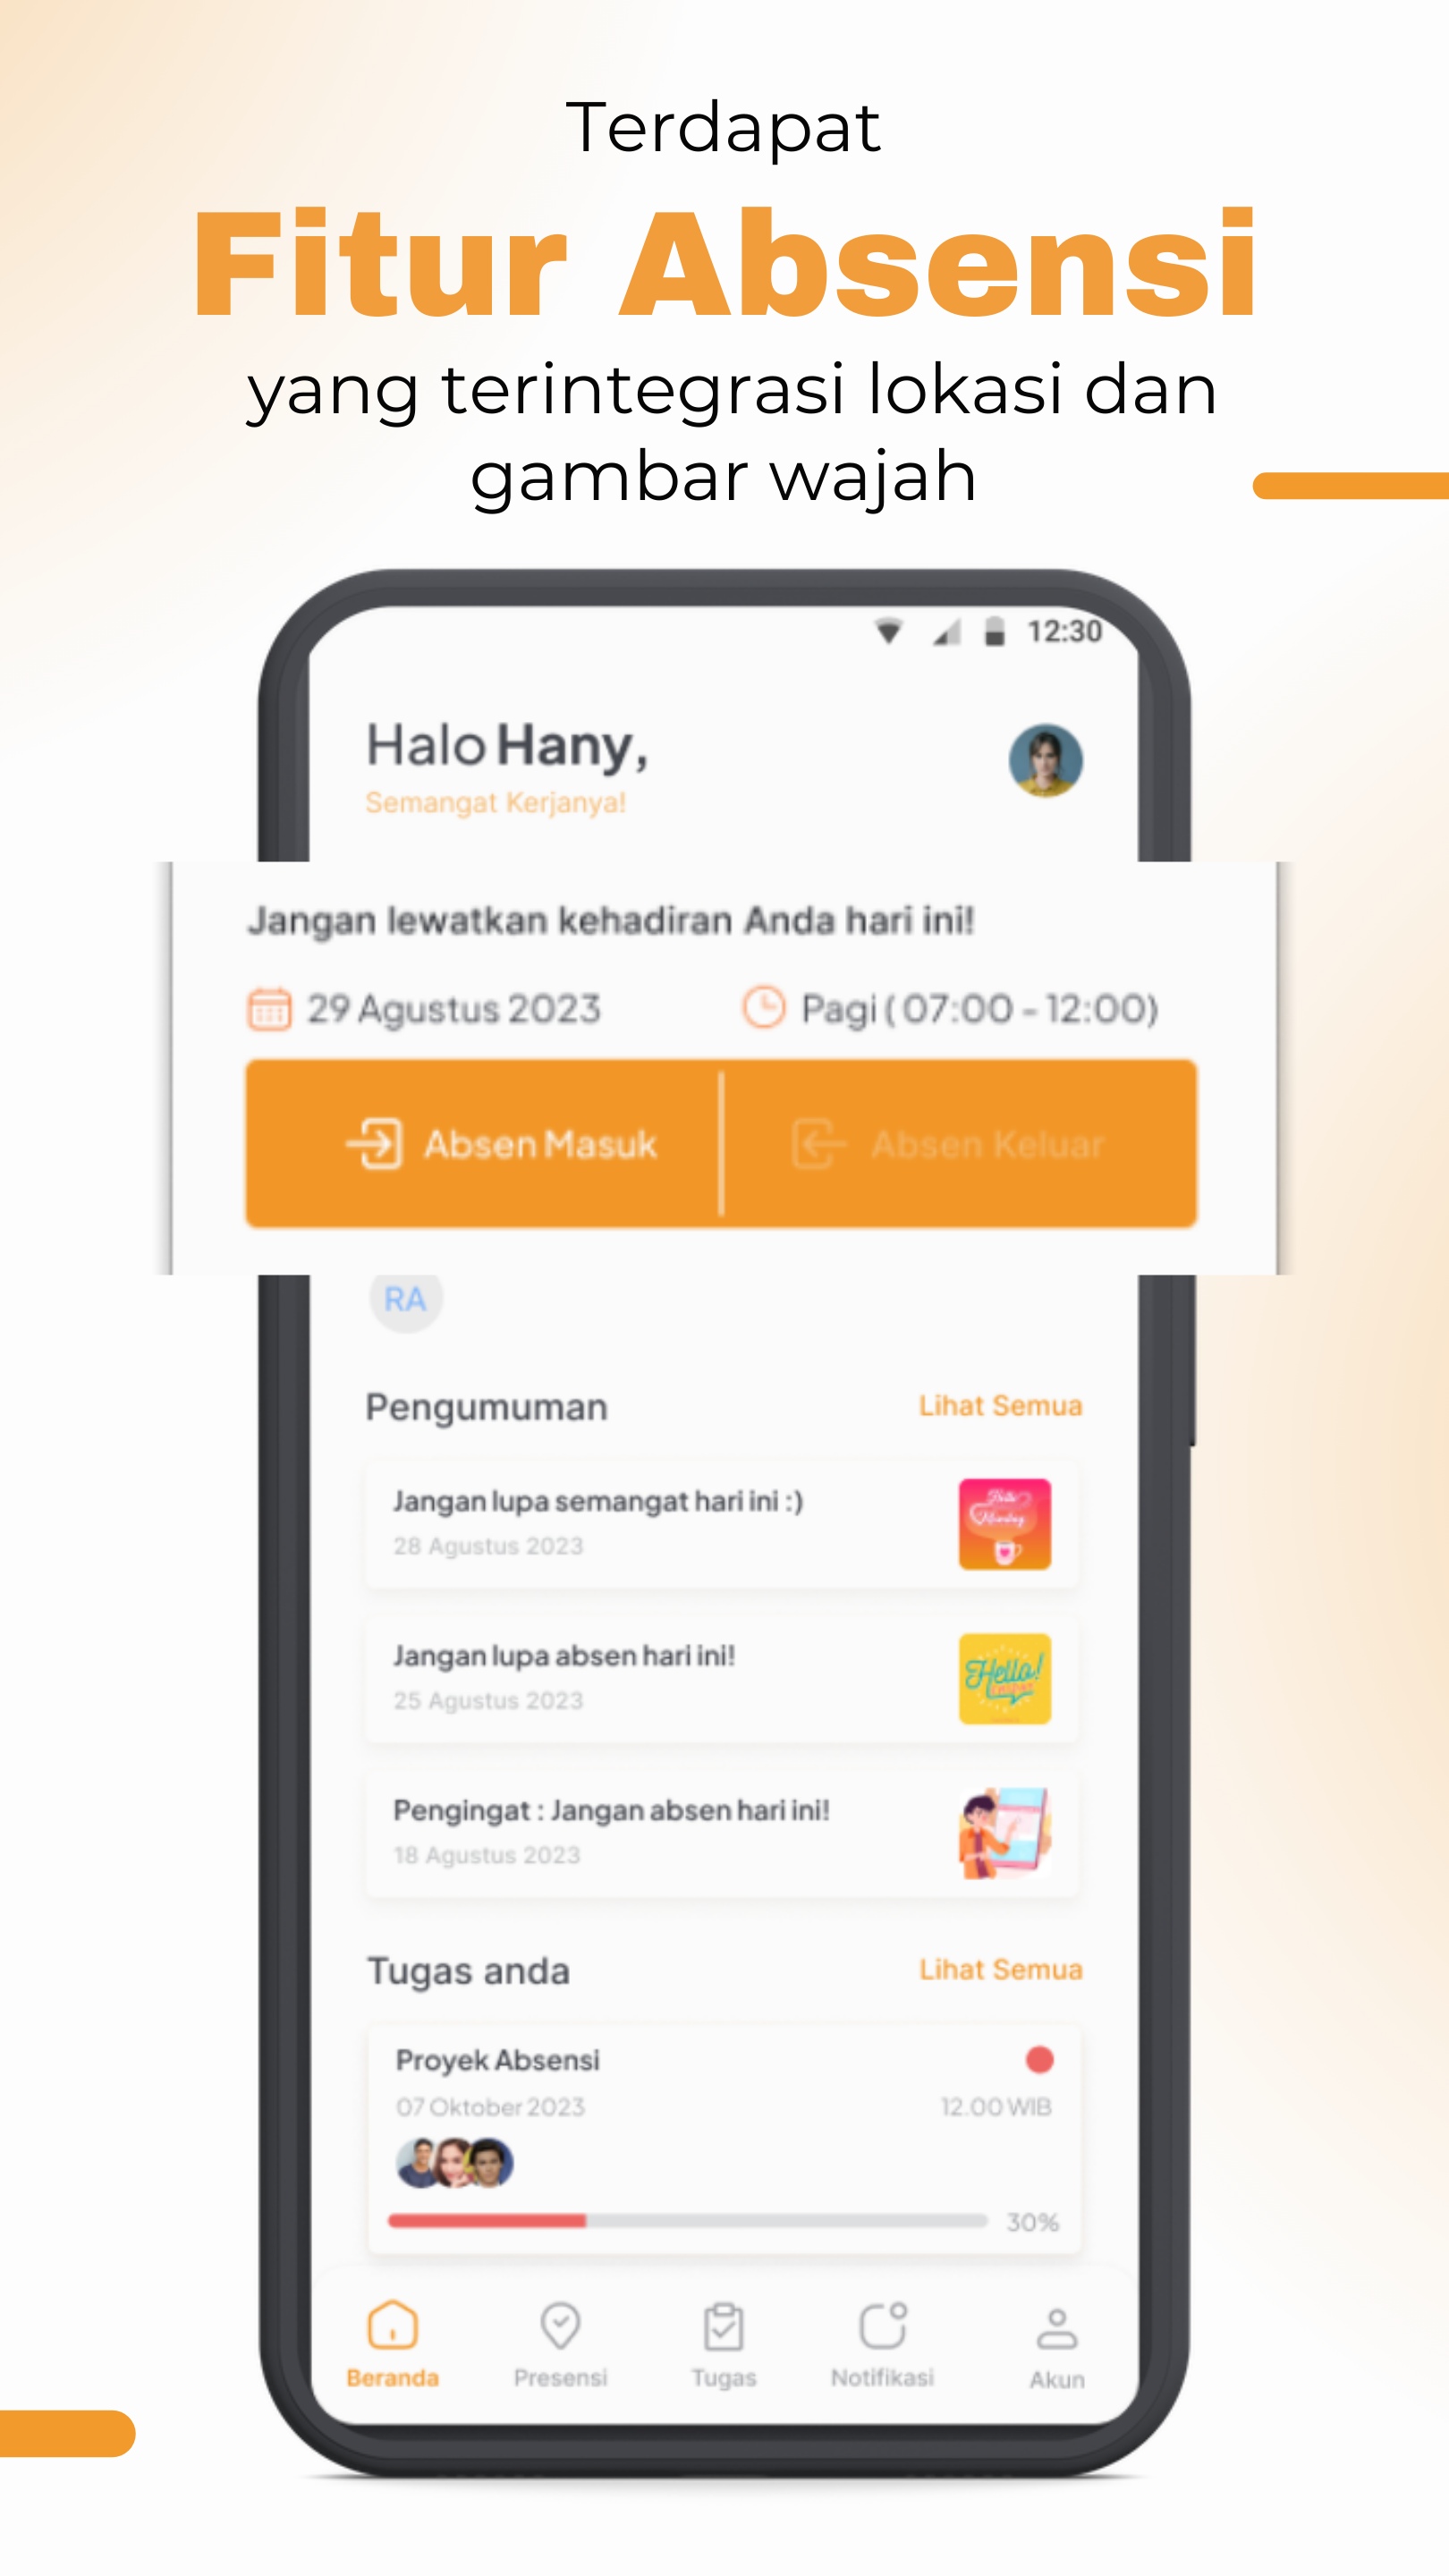 Terdapat
Fitur Absensi
yang terintegrasi lokasi dan
gambar wajah
12:30
Halo Hany,
Semangat Kerjanya!
Jangan lewatkan kehadiran Anda hari ini!
29 Agustus 2023
Pagi ( 07:00 - 12:00)
Absen Masuk
Absen Keluar
RA
Pengumuman
Lihat Semua
Jangan lupa semangat hari ini :)
28 Agustus 2023
Hello
Jangan lupa absen hari ini!
25 Agustus 2023
Hello!
Pengingat : Jangan absen hari ini!
18 Agustus 2023
Tugas anda
Lihat Semua
Proyek Absensi
07 Oktober 2023
12.00 WIB
30%
Beranda
Presensi
Tugas
Notifikasi
Akun